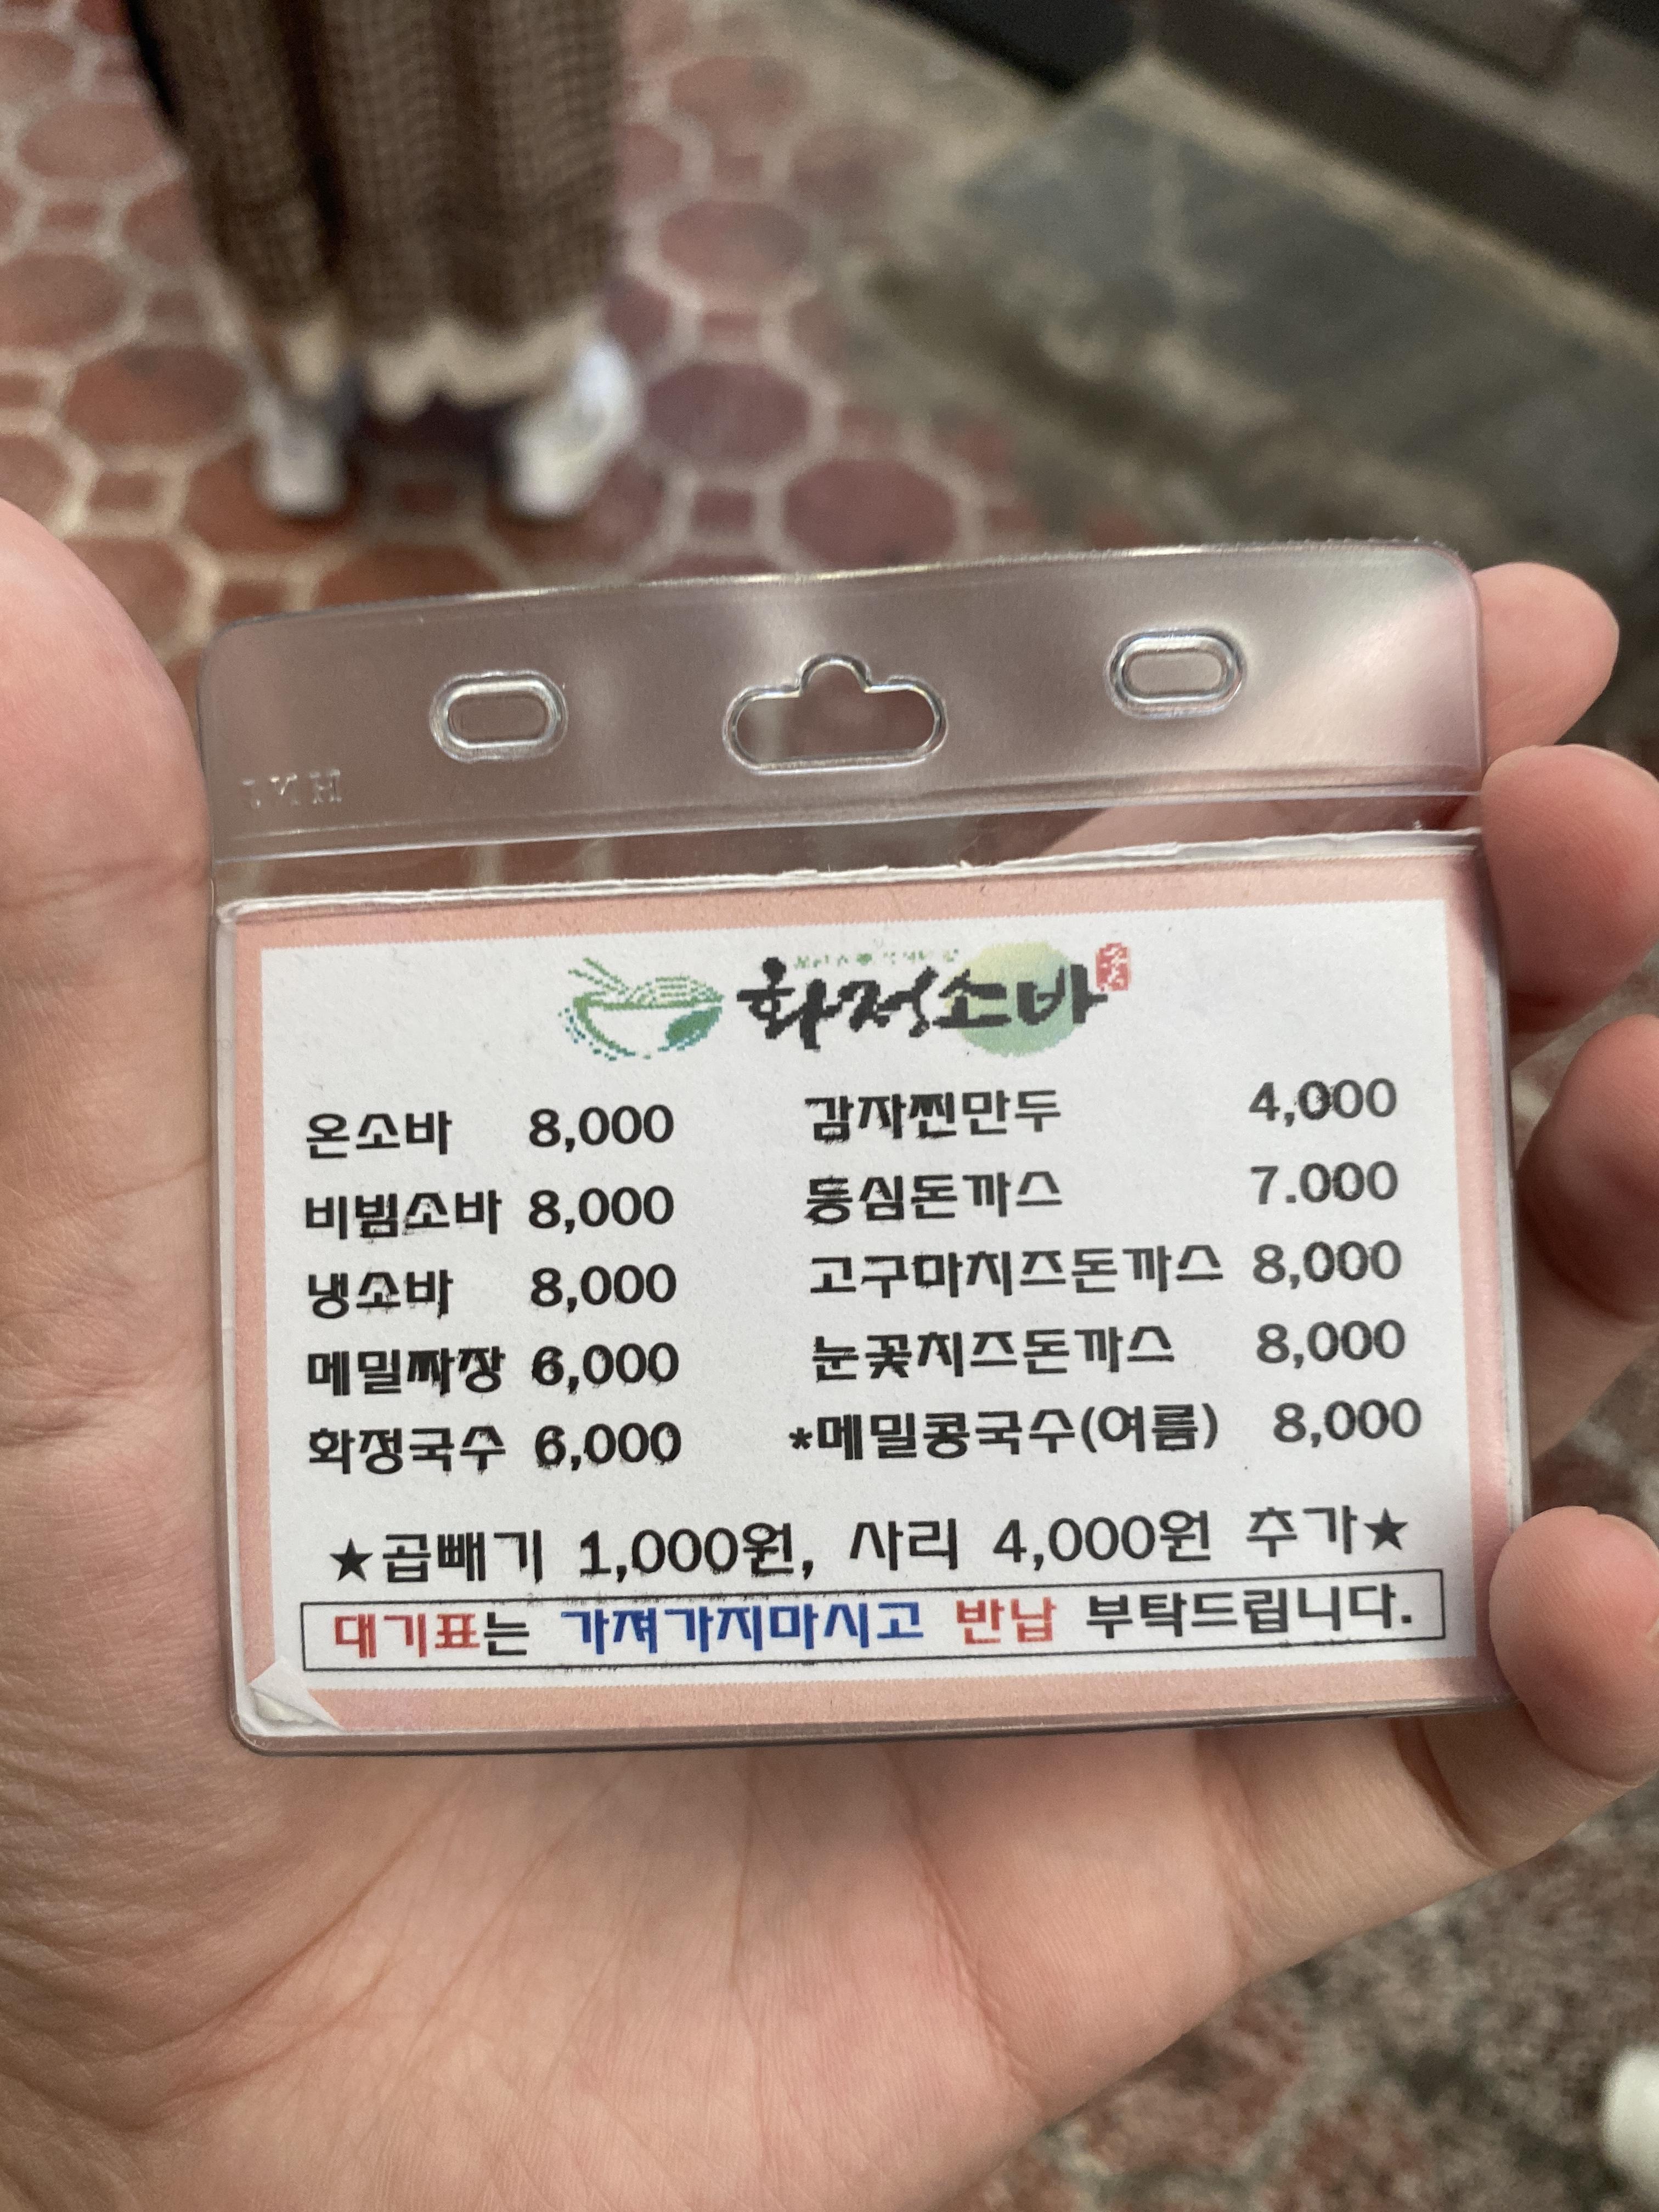 화정소바
온소바 8,000 감자찐만두 4,000
비빔소바 8,000 등심돈까스 7.000
냉소바 8,000 고구마치즈돈까스 8,000
메밀짜장 6,000 눈꽃치즈돈까스 8,000
화정국수 6,000 *메밀콩국수(여름) 8,000
★곱빼기 1,000원, 사리 4,000원 추가★
대기표는 가져가지마시고 반납 부탁드립니다.